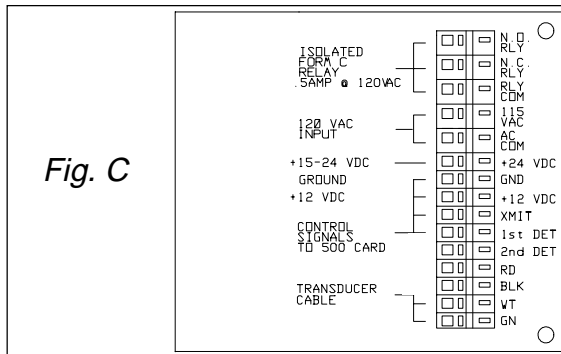 Fig. C
ISOLATED
FORM C
RELAY
.5AMP @ 120VAC
120 VAC
INPUT
+15-24 VDC
GROUND
+12 VDC
CONTROL
SIGNALS
TO 500 CARD
TRANSDUCER
CABLE
N.O.
RLY
N.C.
RLY
RLY
COM
115
VAC
AC
COM
+24 VDC
GND
+12 VDC
XMIT
1st DET
2nd DET
RD
BLK
WT
GN